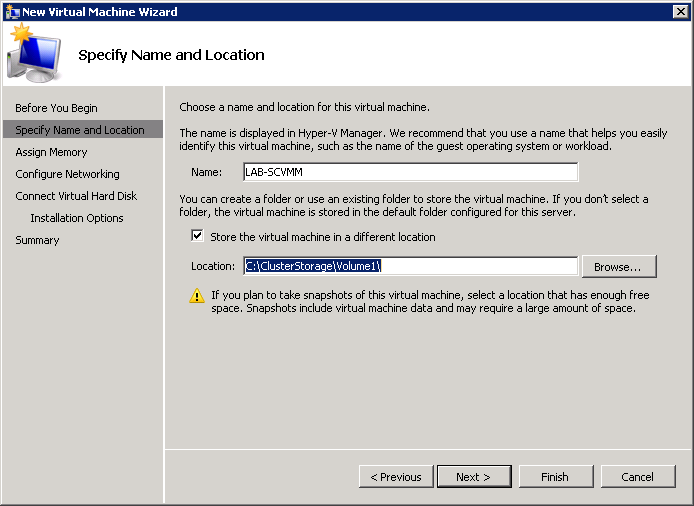 New Virtual Machine Wizard
Specify Name and Location
Before You Begin
Specify Name and Location
Assign Memory
Configure Networking
Connect Virtual Hard Disk
Installation Options
Summary
Choose a name and location for this virtual machine.
The name is displayed in Hyper-V Manager. We recommend that you use a name that helps you easily
identify this virtual machine, such as the name of the guest operating system or workload.
Name: LAB-SCVMM
You can create a folder or use an existing folder to store the virtual machine. If you don't select a
folder, the virtual machine is stored in the default folder configured for this server.
Store the virtual machine in a different location
Location: C:\ClusterStorage\Volume1\ Browse...
If you plan to take snapshots of this virtual machine, select a location that has enough free
space. Snapshots include virtual machine data and may require a large amount of space.
< Previous Next > Finish Cancel